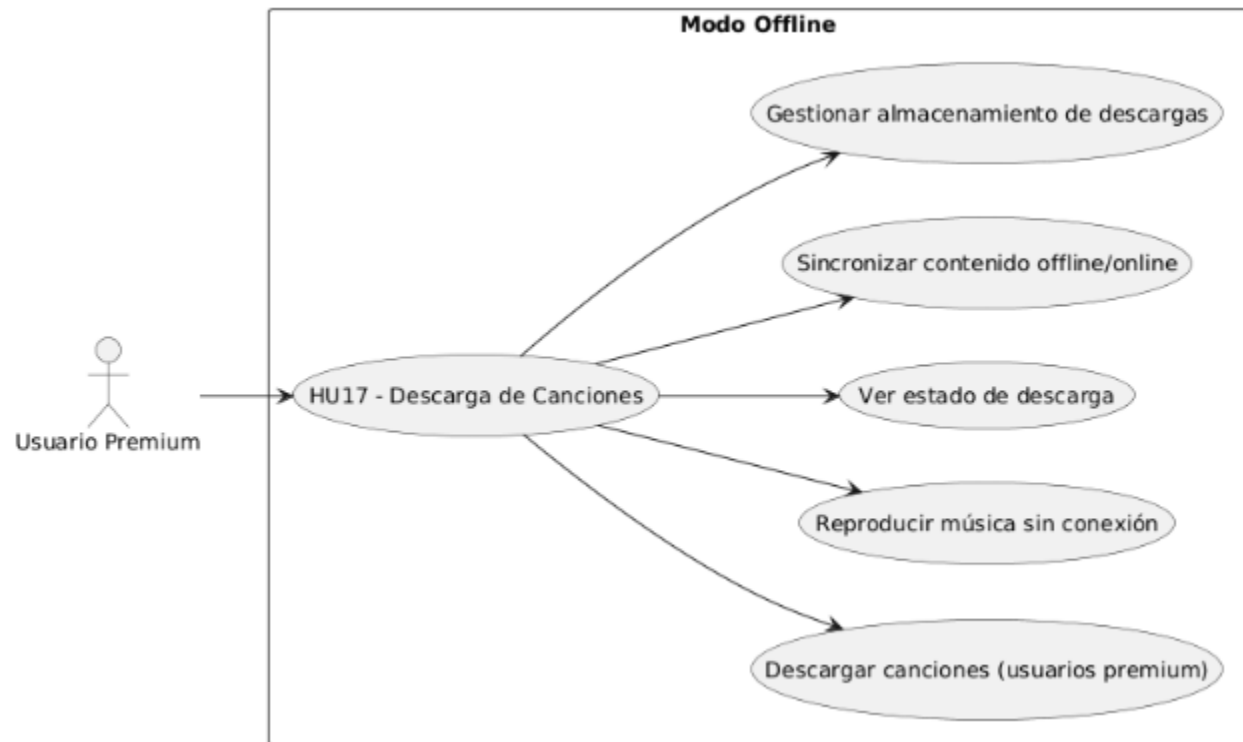 Modo Offline
Gestionar almacenamiento de descargas
Sincronizar contenido offline/online
HU17 - Descarga de Canciones
Ver estado de descarga
Usuario Premium
Reproducir música sin conexión
Descargar canciones (usuarios premium)